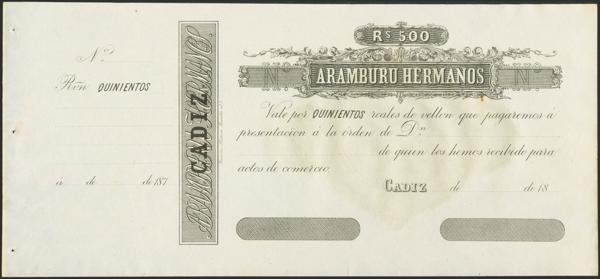 Nº
Rvn QUINIENTOS
á de de 187
CADIZ
Rs 500
Nº ARAMBURU HERMANOS Nº
Vale por QUINIENTOS reales de vellon que pagaremos á
presentacion á la órden de Dn
de quien los hemos recibido para
actos de comercio.
CADIZ de de 18